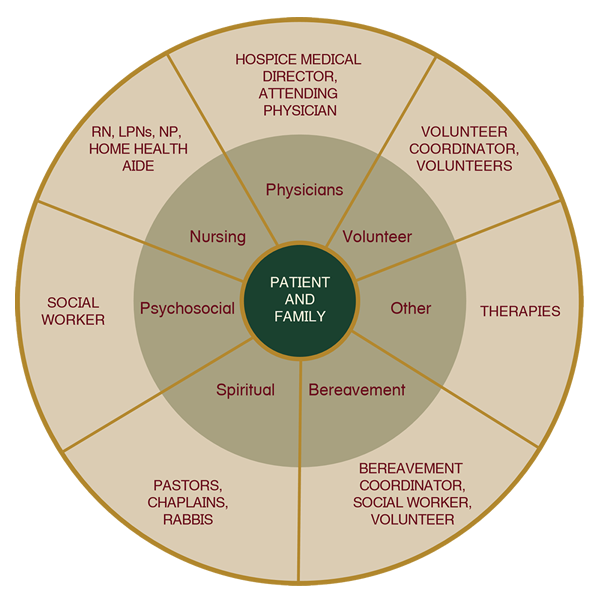 HOSPICE MEDICAL
DIRECTOR,
ATTENDING
PHYSICIAN
RN, LPNs, NP,
HOME HEALTH
AIDE
VOLUNTEER
COORDINATOR,
VOLUNTEERS
Physicians
Nursing
Volunteer
PATIENT
AND
FAMILY
SOCIAL
WORKER
Psychosocial
Other
THERAPIES
Spiritual
Bereavement
PASTORS,
CHAPLAINS,
RABBIS
BEREAVEMENT
COORDINATOR,
SOCIAL WORKER,
VOLUNTEER